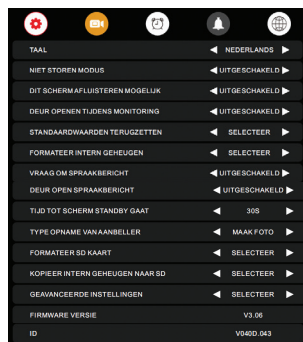 TAAL ◀ NEDERLANDS ▶
NIET STOREN MODUS ◀ UITGESCHAKELD ▶
DIT SCHERM AFLUISTEREN MOGELIJK ◀ UITGESCHAKELD ▶
DEUR OPENEN TIJDENS MONITORING ◀ UITGESCHAKELD ▶
STANDAARDWAARDEN TERUGZETTEN ◀ SELECTEER ▶
FORMATEER INTERN GEHEUGEN ◀ SELECTEER ▶
VRAAG OM SPRAAKBERICHT ◀ UITGESCHAKELD ▶
DEUR OPEN SPRAAKBERICHT ◀ UITGESCHAKELD ▶
TIJD TOT SCHERM STANDBY GAAT ◀ 30S ▶
TYPE OPNAME VAN AANBELLER ◀ MAAK FOTO ▶
FORMATEER SD KAART ◀ SELECTEER ▶
KOPIEER INTERN GEHEUGEN NAAR SD ◀ SELECTEER ▶
GEAVANCEERDE INSTELLINGEN ◀ SELECTEER ▶
FIRMWARE VERSIE V3.06
ID V040D.043